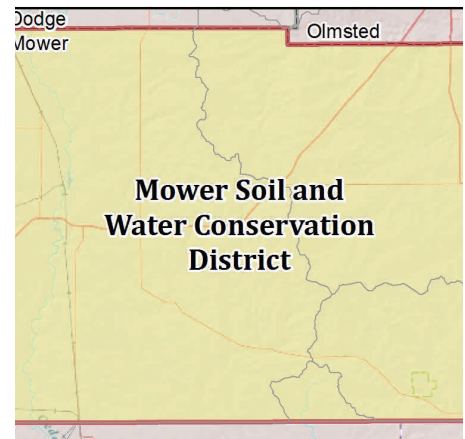 Dodge
Mower
Olmsted
Mower Soil and
Water Conservation
District